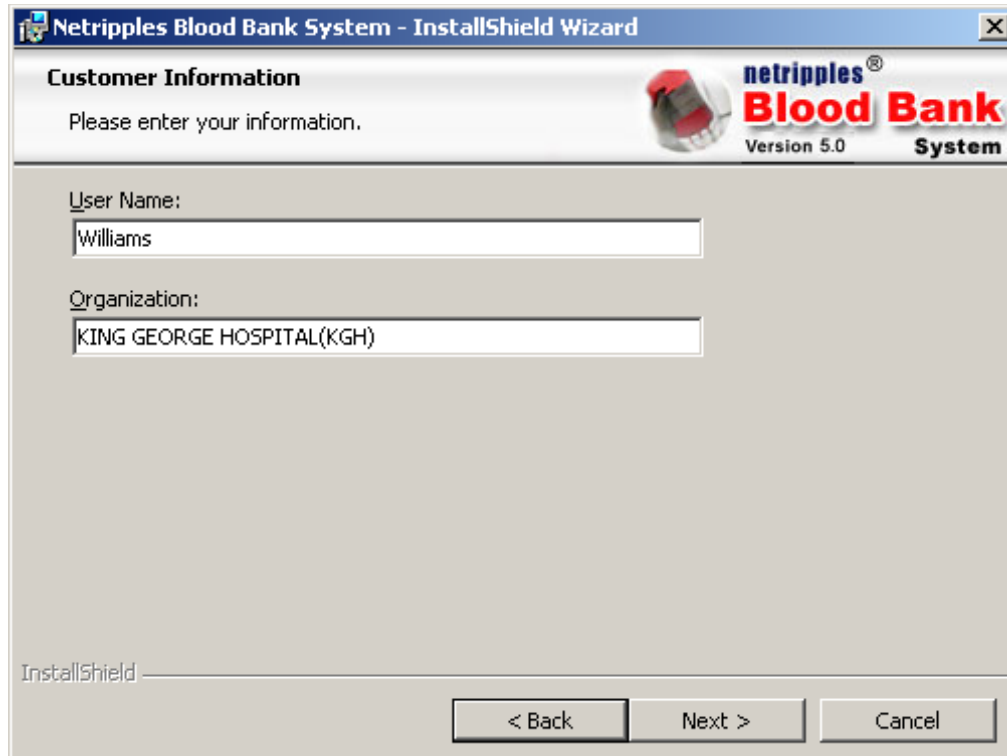 Netripples Blood Bank System - InstallShield Wizard
Customer Information
Please enter your information.
netripples®
Blood Bank
Version 5.0 System
User Name:
Williams
Organization:
KING GEORGE HOSPITAL(KGH)
InstallShield
< Back Next > Cancel